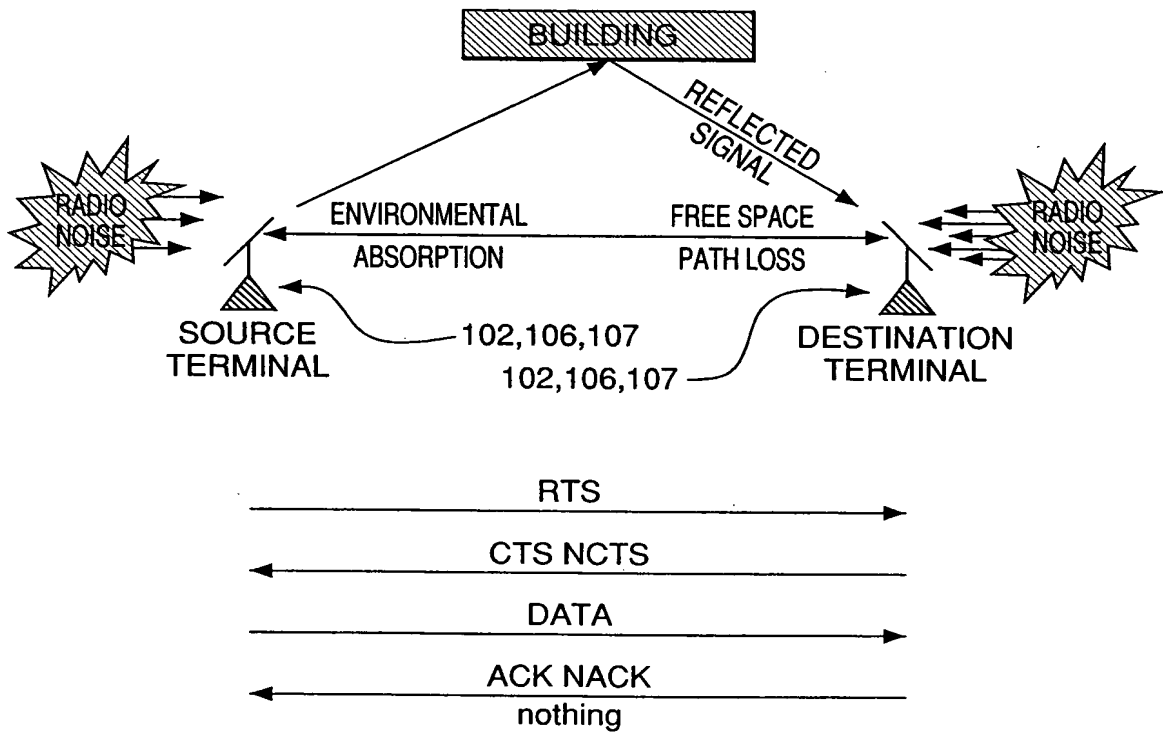 BUILDING
REFLECTED
SIGNAL
RADIO
NOISE
ENVIRONMENTAL
ABSORPTION
FREE SPACE
PATH LOSS
RADIO
NOISE
SOURCE
TERMINAL
102,106,107
102,106,107
DESTINATION
TERMINAL
RTS
CTS NCTS
DATA
ACK NACK
nothing